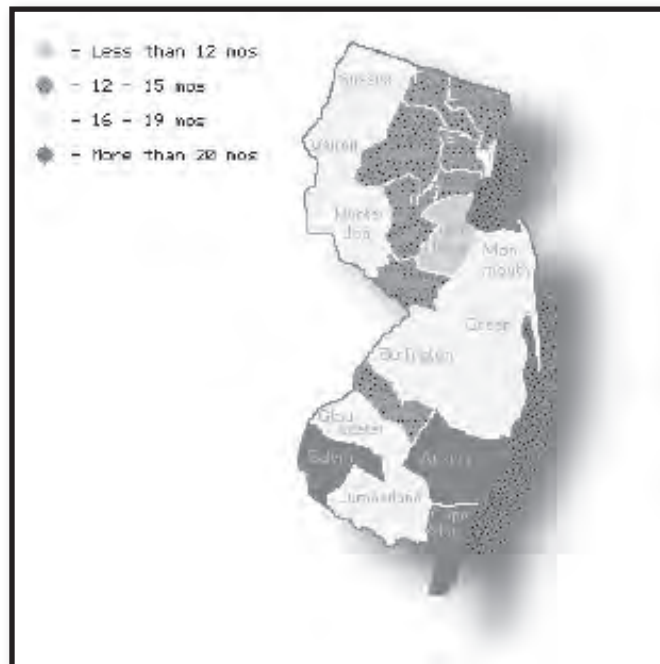 - Less than 12 mos
- 12 - 15 mos
- 16 - 19 mos
- More than 20 mos
Sussex
Warren
Hunter
don
Mon
mouth
Ocean
Burlington
Glou
cester
Salem
Atlantic
Cumberland
Cape
May